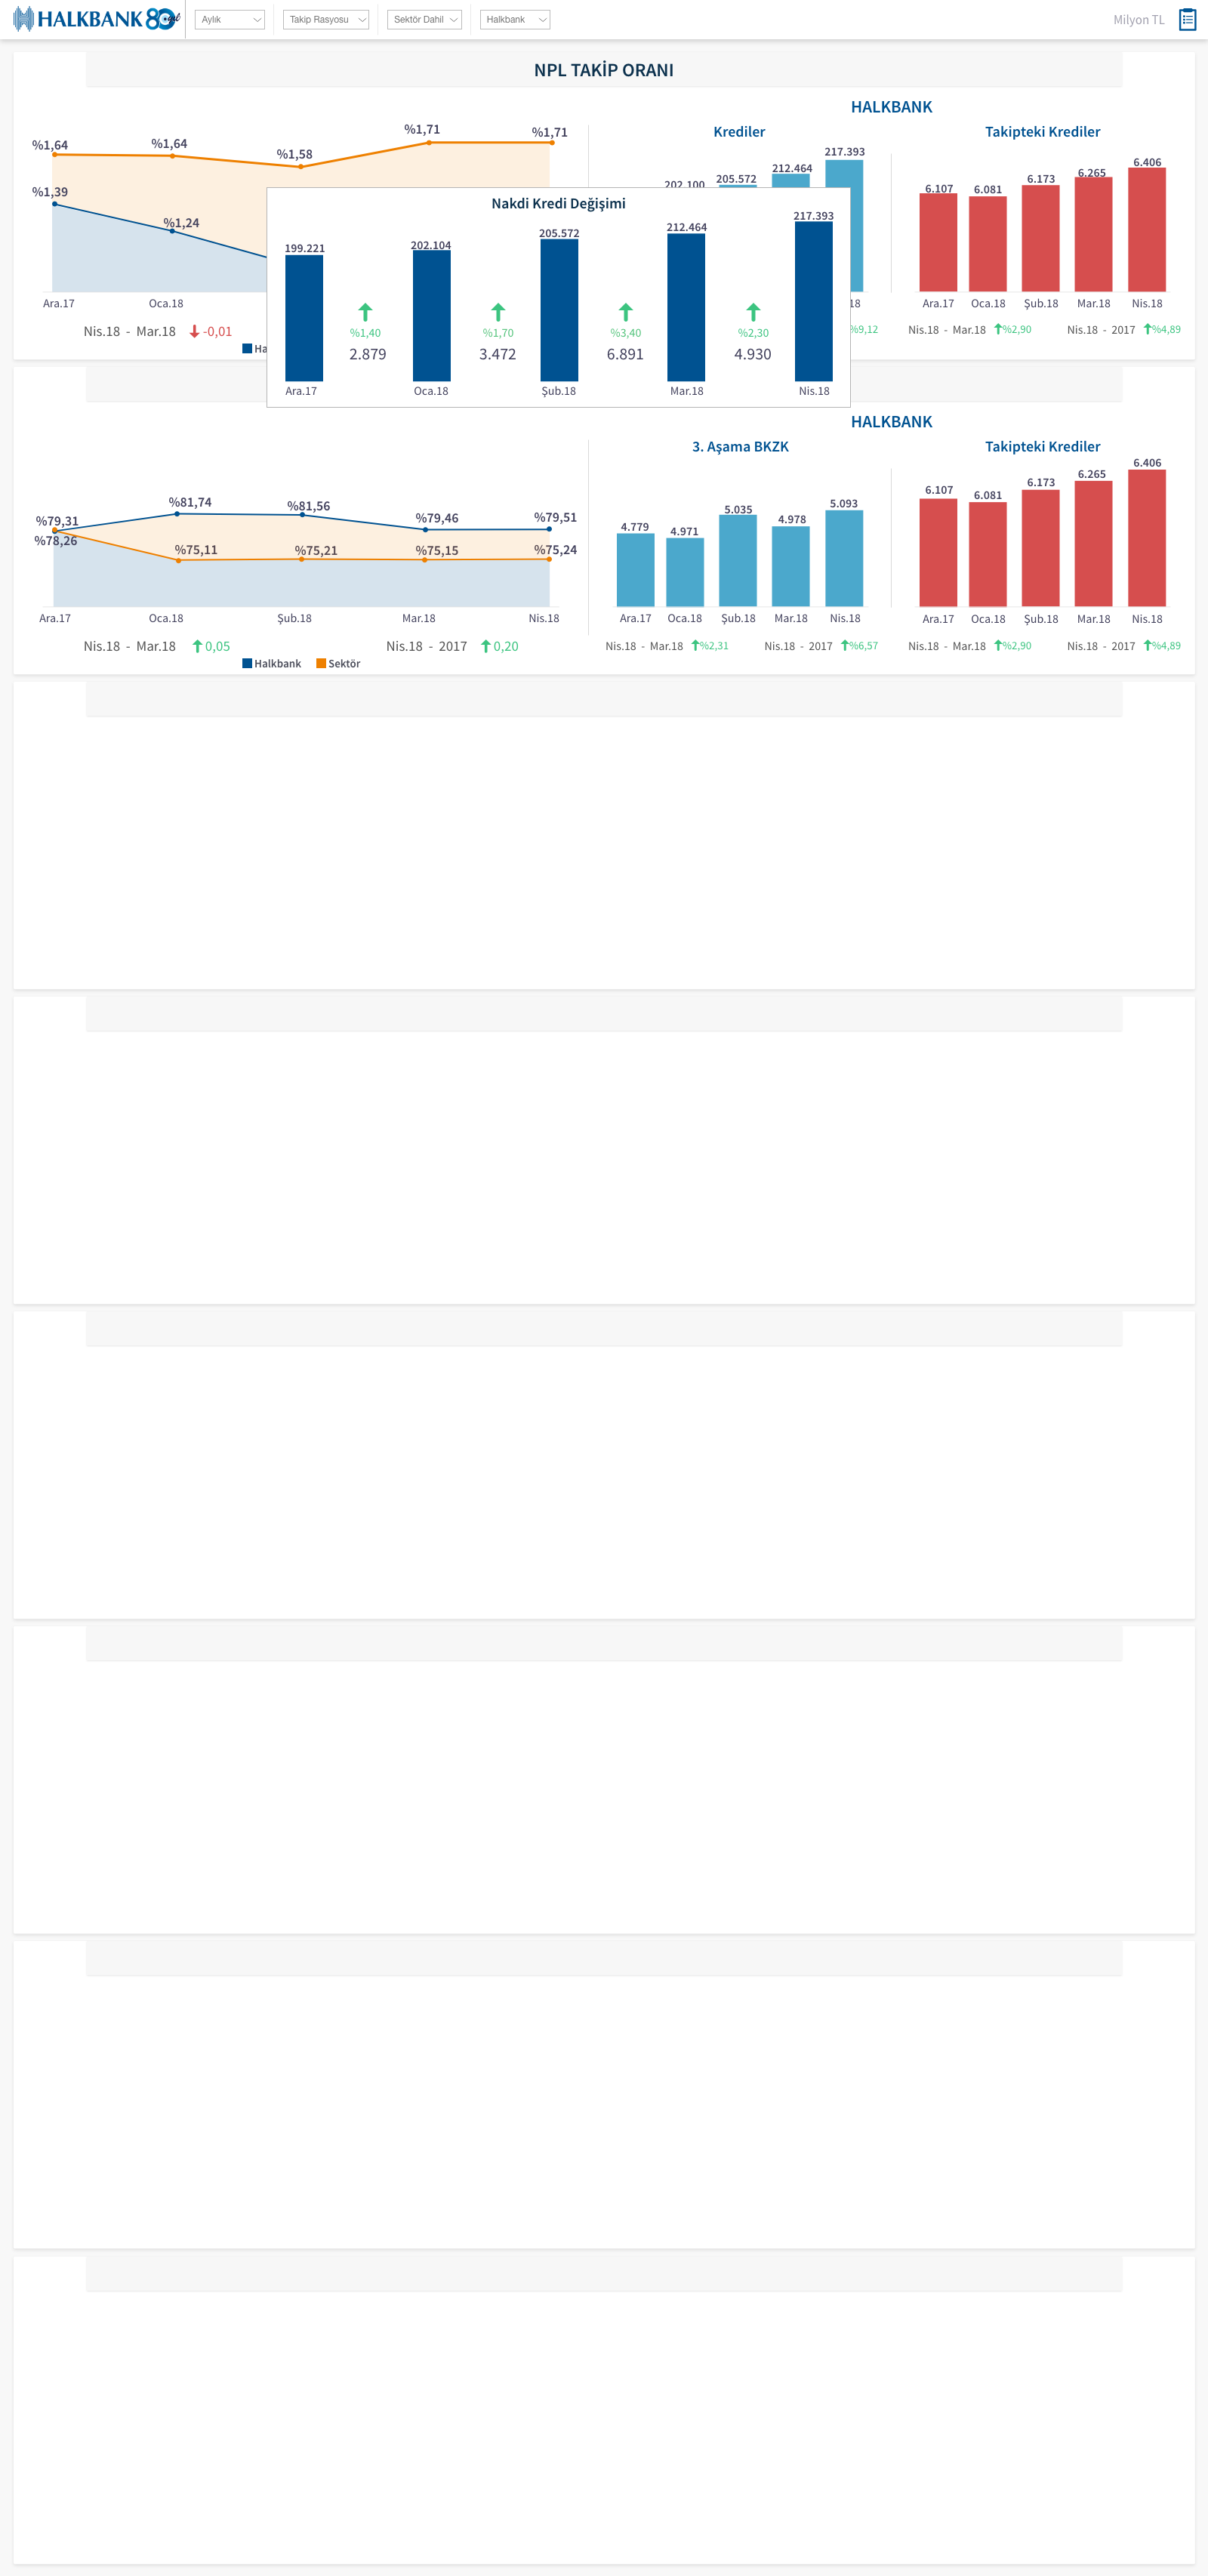 HALKBANK 80. yıl
Aylık
Takip Rasyosu
Sektör Dahil
Halkbank
Milyon TL
NPL TAKİP ORANI
HALKBANK
Krediler
Takipteki Krediler
%1,64 %1,64 %1,58 %1,71 %1,71
%1,39 %1,24
202.100 205.572 212.464 217.393
6.107 6.081 6.173 6.265 6.406
Ara.17 Oca.18
18
Ara.17 Oca.18 Şub.18 Mar.18 Nis.18
Nis.18 - Mar.18 -0,01
%9,12
Nis.18 - Mar.18 %2,90 Nis.18 - 2017 %4,89
Ha
Nakdi Kredi Değişimi
199.221 202.104 205.572 212.464 217.393
%1,40 %1,70 %3,40 %2,30
2.879 3.472 6.891 4.930
Ara.17 Oca.18 Şub.18 Mar.18 Nis.18
HALKBANK
3. Aşama BKZK
Takipteki Krediler
%79,31 %81,74 %81,56 %79,46 %79,51
%78,26 %75,11 %75,21 %75,15 %75,24
4.779 4.971 5.035 4.978 5.093
6.107 6.081 6.173 6.265 6.406
Ara.17 Oca.18 Şub.18 Mar.18 Nis.18
Ara.17 Oca.18 Şub.18 Mar.18 Nis.18
Ara.17 Oca.18 Şub.18 Mar.18 Nis.18
Nis.18 - Mar.18 0,05 Nis.18 - 2017 0,20
Nis.18 - Mar.18 %2,31 Nis.18 - 2017 %6,57
Nis.18 - Mar.18 %2,90 Nis.18 - 2017 %4,89
Halkbank Sektör